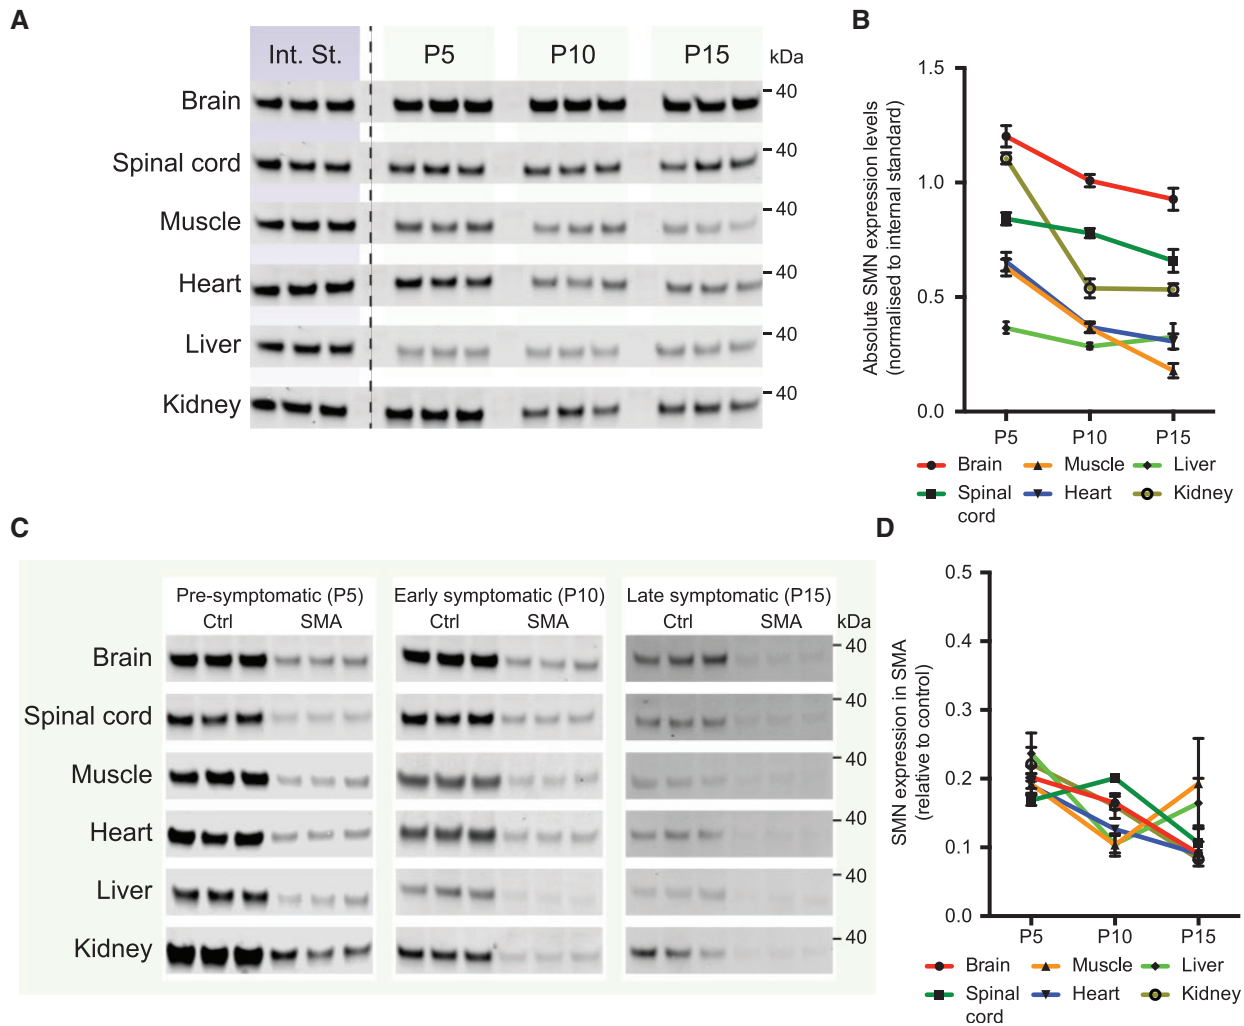 A
Int. St. P5 P10 P15 kDa
Brain 40
Spinal cord 40
Muscle 40
Heart 40
Liver 40
Kidney 40
B
Absolute SMN expression levels
(normalised to internal standard)
1.5
1.0
0.5
0.0
P5 P10 P15
Brain Muscle Liver
Spinal Heart Kidney
cord
C
Pre-symptomatic (P5) Early symptomatic (P10) Late symptomatic (P15)
Ctrl SMA Ctrl SMA Ctrl SMA kDa
Brain 40
Spinal cord 40
Muscle 40
Heart 40
Liver 40
Kidney 40
D
SMN expression in SMA
(relative to control)
0.5
0.4
0.3
0.2
0.1
0.0
P5 P10 P15
Brain Muscle Liver
Spinal Heart Kidney
cord